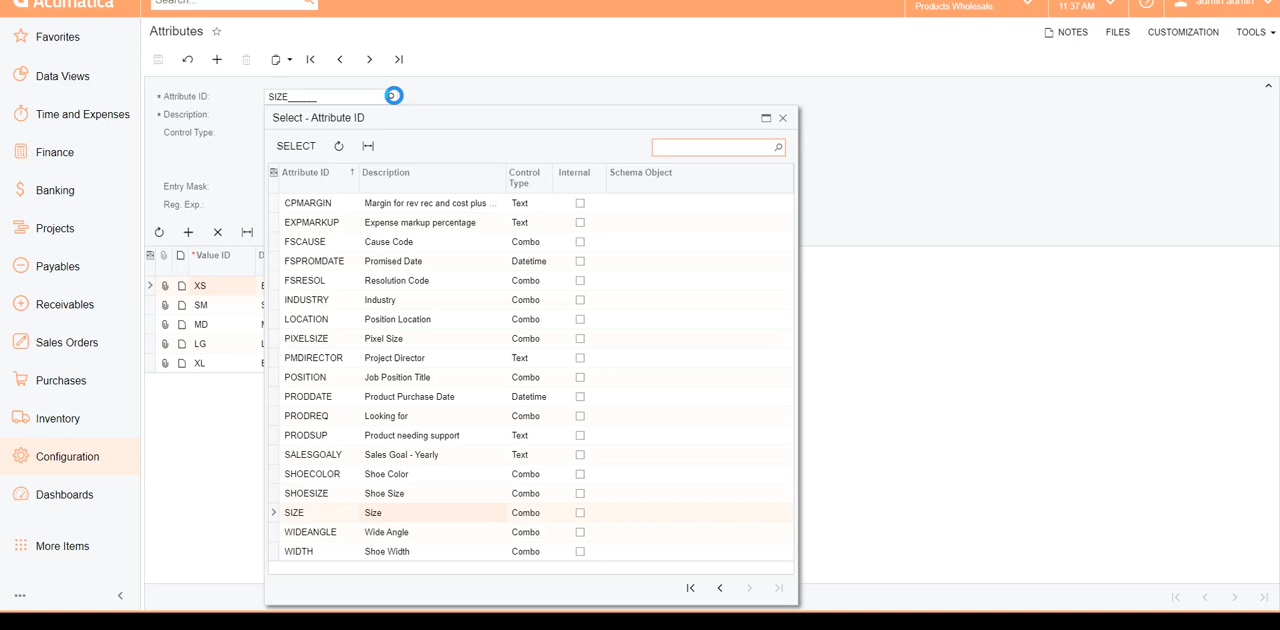 Acumatica
Search...
Products Wholesale
11:37 AM
admin admin
Favorites
Data Views
Time and Expenses
Finance
Banking
Projects
Payables
Receivables
Sales Orders
Purchases
Inventory
Configuration
Dashboards
More Items
Attributes
NOTES FILES CUSTOMIZATION TOOLS
* Attribute ID: SIZE______
* Description:
Control Type:
Entry Mask:
Reg. Exp.:
* Value ID D
XS
SM
MD
LG
XL
Select - Attribute ID
SELECT
Attribute ID ↑ Description Control Type Internal Schema Object
CPMARGIN Margin for rev rec and cost plus ... Text
EXPMARKUP Expense markup percentage Text
FSCAUSE Cause Code Combo
FSPROMDATE Promised Date Datetime
FSRESOL Resolution Code Combo
INDUSTRY Industry Combo
LOCATION Position Location Combo
PIXELSIZE Pixel Size Combo
PMDIRECTOR Project Director Text
POSITION Job Position Title Combo
PRODDATE Product Purchase Date Datetime
PRODREQ Looking for Combo
PRODSUP Product needing support Text
SALESGOALY Sales Goal - Yearly Text
SHOECOLOR Shoe Color Combo
SHOESIZE Shoe Size Combo
SIZE Size Combo
WIDEANGLE Wide Angle Combo
WIDTH Shoe Width Combo